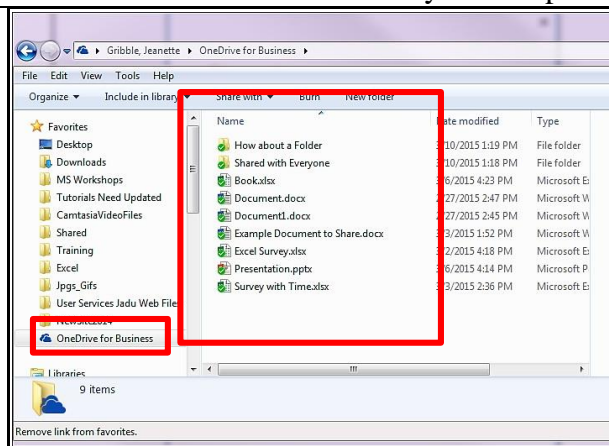 Gribble, Jeanette ▸ OneDrive for Business ▸
File Edit View Tools Help
Organize Include in library Share with Burn New folder
Favorites
Desktop
Downloads
MS Workshops
Tutorials Need Updated
CamtasiaVideoFiles
Shared
Training
Excel
Jpgs_Gifs
User Services Jadu Web File
OneDrive for Business
Libraries
Name Date modified Type
How about a Folder 3/10/2015 1:19 PM File folder
Shared with Everyone 3/10/2015 1:18 PM File folder
Book.xlsx 3/6/2015 4:23 PM Microsoft E
Document.docx 2/27/2015 2:47 PM Microsoft W
Document1.docx 2/27/2015 2:45 PM Microsoft W
Example Document to Share.docx 3/3/2015 1:52 PM Microsoft W
Excel Survey.xlsx 3/2/2015 4:18 PM Microsoft E
Presentation.pptx 3/6/2015 4:14 PM Microsoft P
Survey with Time.xlsx 3/3/2015 2:36 PM Microsoft E
9 items
Remove link from favorites.